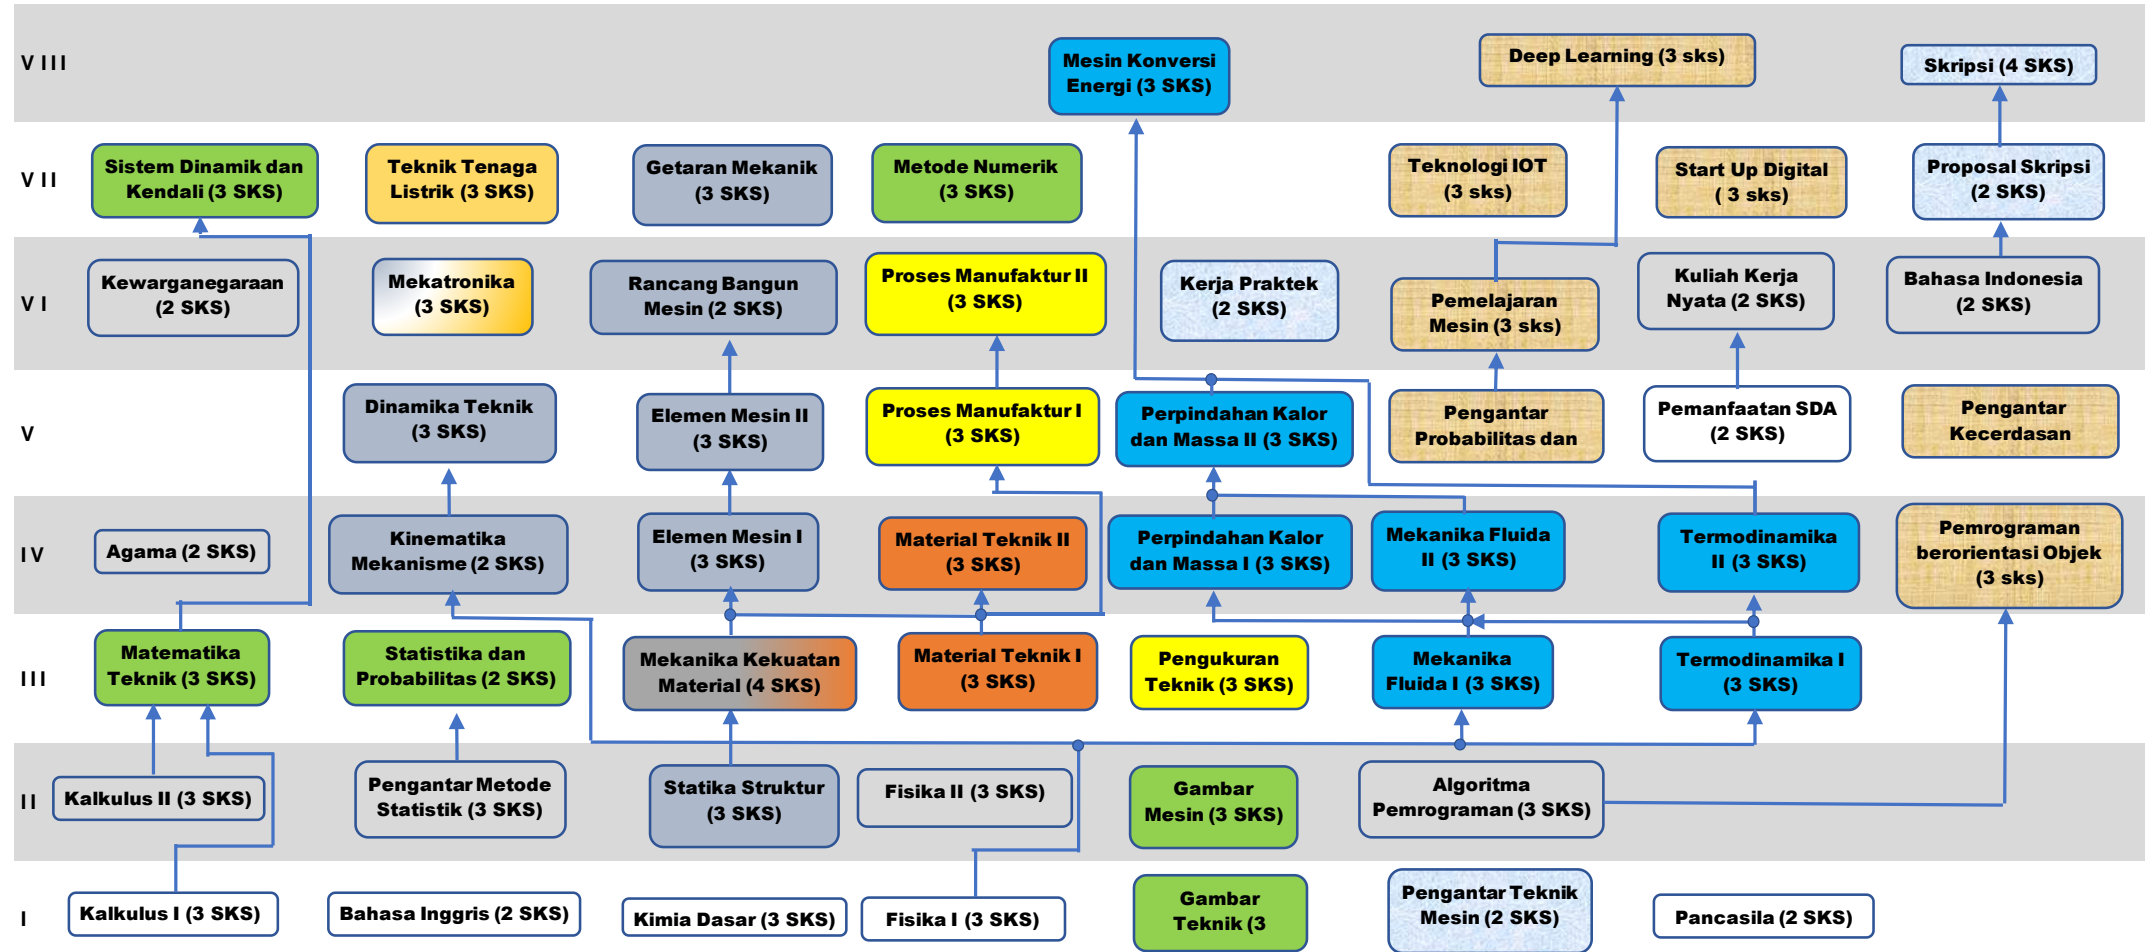 VIII
Mesin Konversi
Energi (3 SKS)
Deep Learning (3 sks)
Skripsi (4 SKS)
VII
Sistem Dinamik dan
Kendali (3 SKS)
Teknik Tenaga
Listrik (3 SKS)
Getaran Mekanik
(3 SKS)
Metode Numerik
(3 SKS)
Teknologi IOT
(3 sks)
Start Up Digital
( 3 sks)
Proposal Skripsi
(2 SKS)
VI
Kewarganegaraan
(2 SKS)
Mekatronika
(3 SKS)
Rancang Bangun
Mesin (2 SKS)
Proses Manufaktur II
(3 SKS)
Kerja Praktek
(2 SKS)
Pemelajaran
Mesin (3 sks)
Kuliah Kerja
Nyata (2 SKS)
Bahasa Indonesia
(2 SKS)
V
Dinamika Teknik
(3 SKS)
Elemen Mesin II
(3 SKS)
Proses Manufaktur I
(3 SKS)
Perpindahan Kalor
dan Massa II (3 SKS)
Pengantar
Probabilitas dan
Pemanfaatan SDA
(2 SKS)
Pengantar
Kecerdasan
IV
Agama (2 SKS)
Kinematika
Mekanisme (2 SKS)
Elemen Mesin I
(3 SKS)
Material Teknik II
(3 SKS)
Perpindahan Kalor
dan Massa I (3 SKS)
Mekanika Fluida
II (3 SKS)
Termodinamika
II (3 SKS)
Pemrograman
berorientasi Objek
(3 sks)
III
Matematika
Teknik (3 SKS)
Statistika dan
Probabilitas (2 SKS)
Mekanika Kekuatan
Material (4 SKS)
Material Teknik I
(3 SKS)
Pengukuran
Teknik (3 SKS)
Mekanika
Fluida I (3 SKS)
Termodinamika I
(3 SKS)
II
Kalkulus II (3 SKS)
Pengantar Metode
Statistik (3 SKS)
Statika Struktur
(3 SKS)
Fisika II (3 SKS)
Gambar
Mesin (3 SKS)
Algoritma
Pemrograman (3 SKS)
I
Kalkulus I (3 SKS)
Bahasa Inggris (2 SKS)
Kimia Dasar (3 SKS)
Fisika I (3 SKS)
Gambar
Teknik (3
Pengantar Teknik
Mesin (2 SKS)
Pancasila (2 SKS)